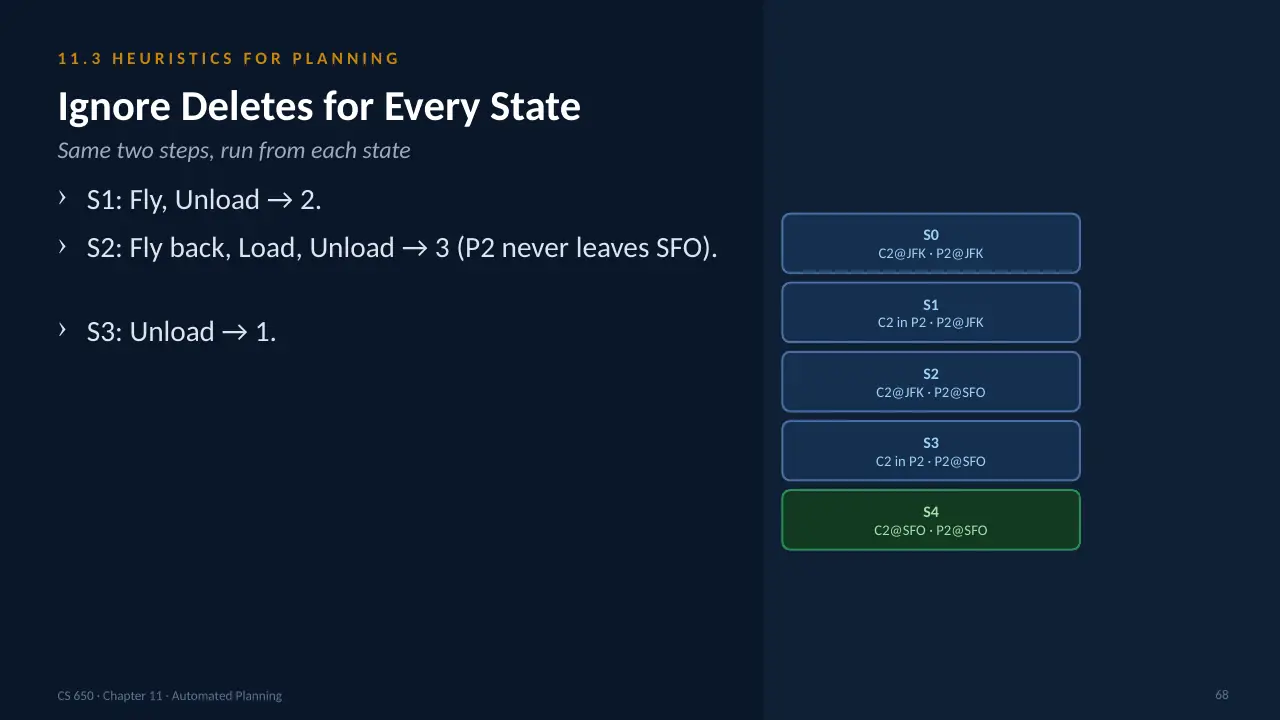 11.3 HEURISTICS FOR PLANNING
Ignore Deletes for Every State
Same two steps, run from each state
› S1: Fly, Unload → 2.
› S2: Fly back, Load, Unload → 3 (P2 never leaves SFO).
› S3: Unload → 1.
S0
C2@JFK · P2@JFK
S1
C2 in P2 · P2@JFK
S2
C2@JFK · P2@SFO
S3
C2 in P2 · P2@SFO
S4
C2@SFO · P2@SFO
CS 650 · Chapter 11 · Automated Planning
68